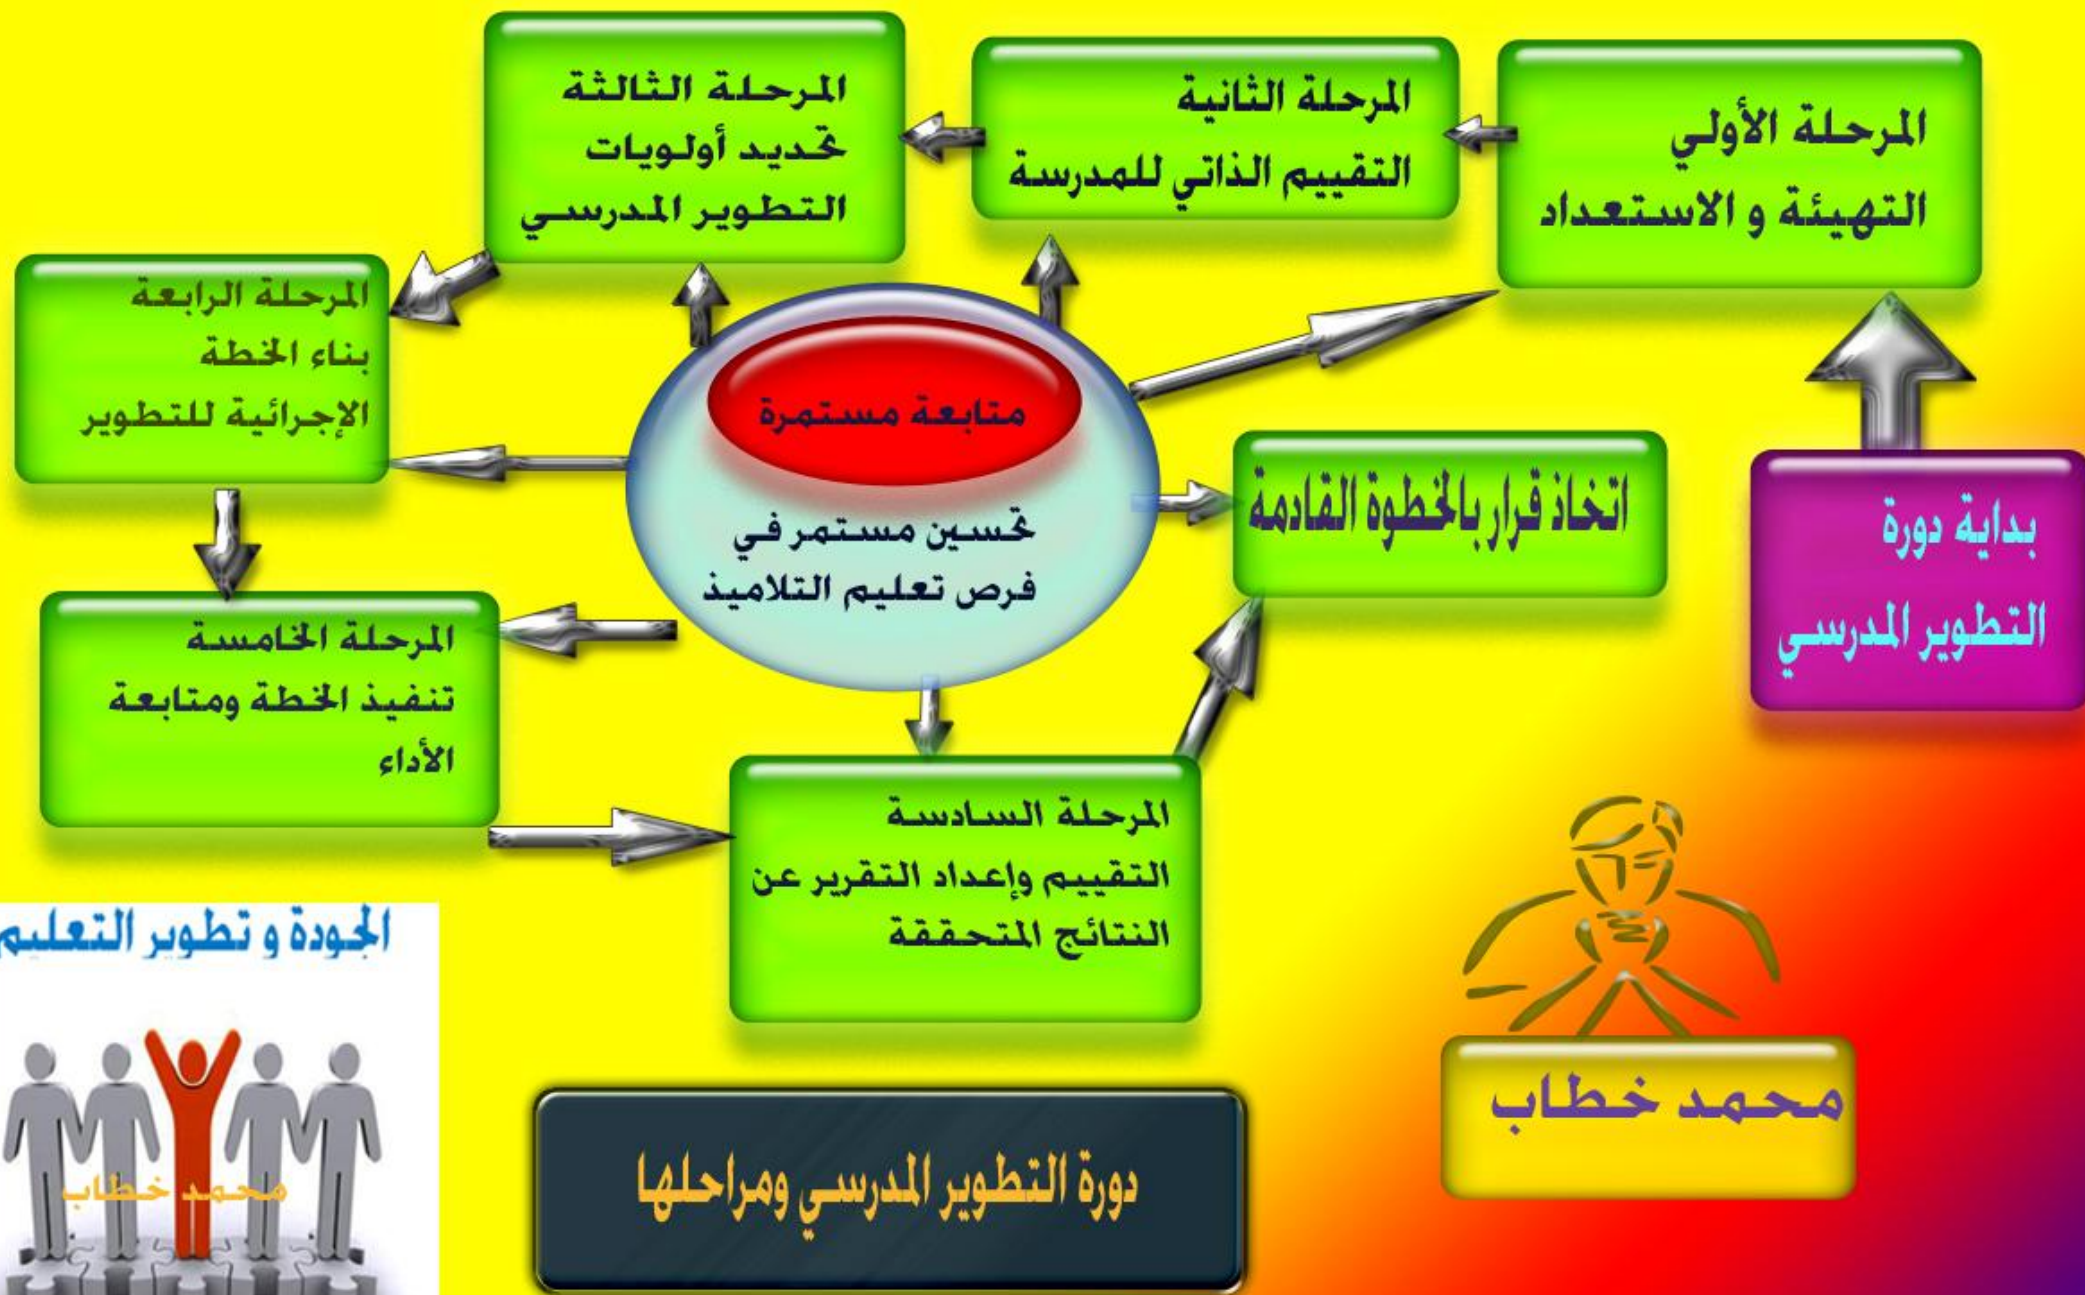 المرحلة الأولي
التهيئة و الاستعداد
المرحلة الثانية
التقييم الذاتي للمدرسة
المرحلة الثالثة
تحديد أولويات
التطوير المدرسي
المرحلة الرابعة
بناء الخطة
الإجرائية للتطوير
المرحلة الخامسة
تنفيذ الخطة ومتابعة
الأداء
المرحلة السادسة
التقييم وإعداد التقرير عن
النتائج المتحققة
اتخاذ قرار بالخطوة القادمة
بداية دورة
التطوير المدرسي
متابعة مستمرة
تحسين مستمر في
فرص تعليم التلاميذ
الجودة و تطوير التعليم
محمد خطاب
دورة التطوير المدرسي ومراحلها
محمد خطاب